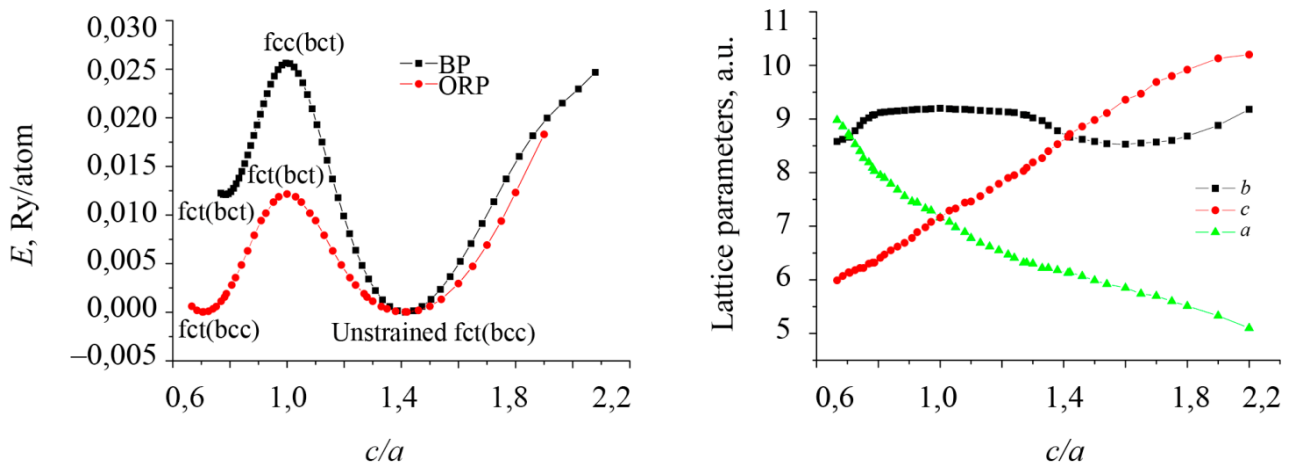 0,030
0,025
0,020
0,015
0,010
0,005
0,000
–0,005
E, Ry/atom
fcc(bct)
BP
ORP
fct(bct)
fct(bct)
fct(bcc)
Unstrained fct(bcc)
0,6 1,0 1,4 1,8 2,2
c/a
11
10
9
8
7
6
5
Lattice parameters, a.u.
b
c
a
0,6 1,0 1,4 1,8 2,2
c/a